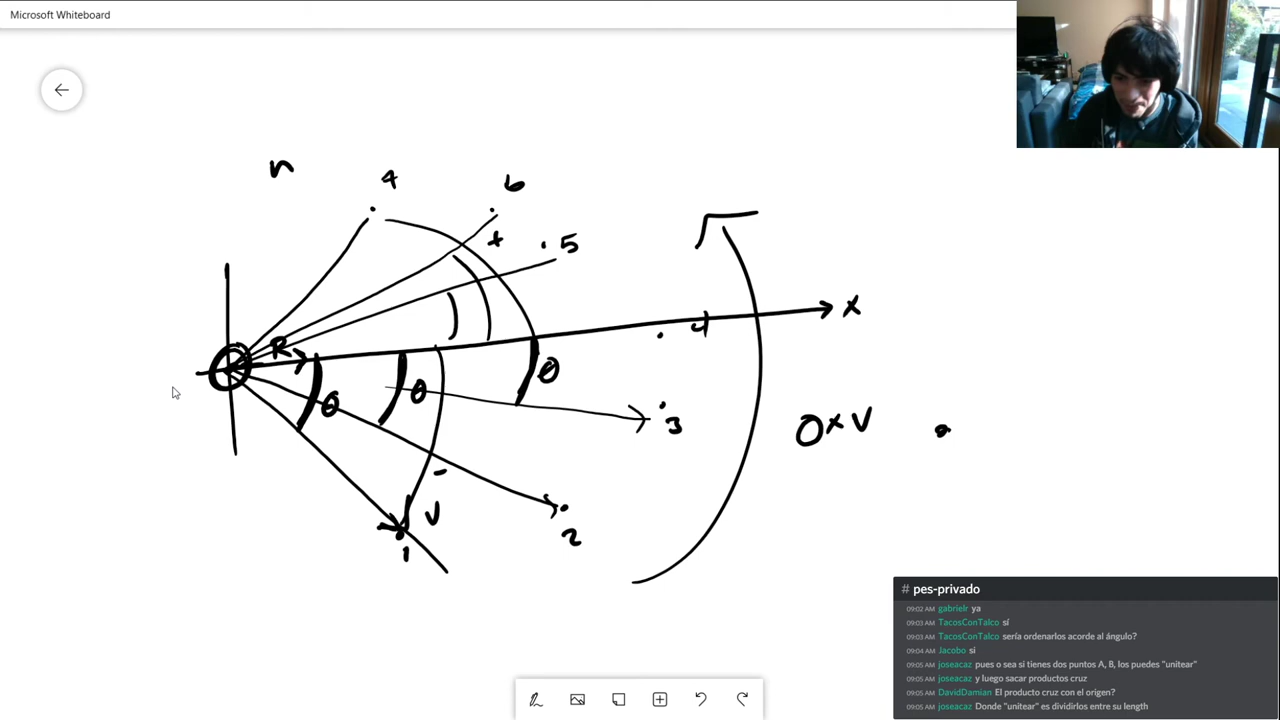 Microsoft Whiteboard
n
4
6
+
5
x
4
R
θ
θ
θ
3
0×V
-
V
2
1
# pes-privado
09:02 AM gabrielr ya
09:03 AM TacosConTalco sí
09:03 AM TacosConTalco sería ordenarlos acorde al ángulo?
09:04 AM Jacobo si
09:05 AM joseacaz pues o sea si tienes dos puntos A, B, los puedes "unitear"
09:05 AM joseacaz y luego sacar productos cruz
09:05 AM DavidDamian El producto cruz con el origen?
09:05 AM joseacaz Donde "unitear" es dividirlos entre su length